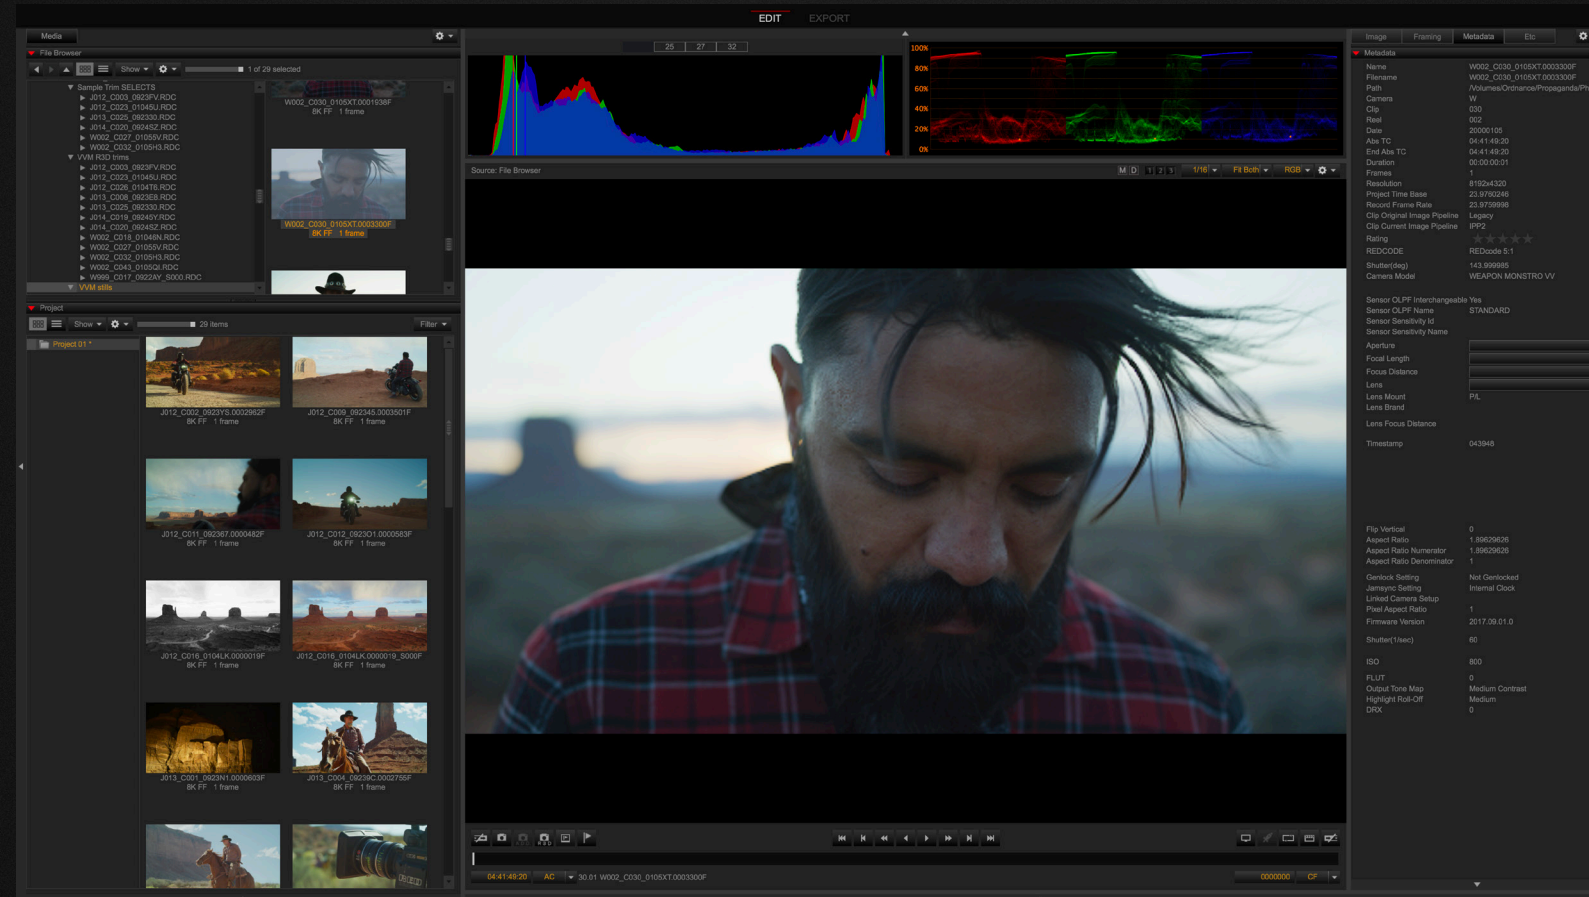 EDIT EXPORT
Media
File Browser
Show 1 of 29 selected
Sample Trim SELECTS
J012_C003_0923FV.RDC
J012_C023_01045U.RDC
J013_C025_092330.RDC
J014_C020_0924SZ.RDC
W002_C027_01055V.RDC
W002_C032_0105H3.RDC
VVM R3D trims
J012_C003_0923FV.RDC
J012_C023_01045U.RDC
J012_C026_0104T6.RDC
J013_C008_0923E8.RDC
J013_C025_092330.RDC
J014_C019_09245Y.RDC
J014_C020_0924SZ.RDC
W002_C018_01046N.RDC
W002_C027_01055V.RDC
W002_C032_0105H3.RDC
W002_C043_0105QI.RDC
W999_C017_0922AY_S000.RDC
VVM stills
W002_C030_0105XT.0001938F
8K FF 1 frame
W002_C030_0105XT.0003300F
8K FF 1 frame
Project
Show 29 items Filter
Project 01 *
J012_C002_0923YS.0002962F
8K FF 1 frame
J012_C009_092345.0003501F
8K FF 1 frame
J012_C011_092367.0000482F
8K FF 1 frame
J012_C012_0923O1.0000583F
8K FF 1 frame
J012_C016_0104LK.0000019F
8K FF 1 frame
J012_C016_0104LK.0000019_S000F
8K FF 1 frame
J013_C001_0923N1.0000603F
8K FF 1 frame
J013_C004_09239C.0002755F
8K FF 1 frame
25 27 32
100%
80%
60%
40%
20%
0%
Source: File Browser M D 1 2 3 1/16 Fit Both RGB
04:41:49:20 AC 30.01 W002_C030_0105XT.0003300F 0000000 CF
Image Framing Metadata Etc
Metadata
Name W002_C030_0105XT.0003300F
Filename W002_C030_0105XT.0003300F
Path /Volumes/Ordnance/Propaganda/Ph
Camera W
Clip 030
Reel 002
Date 20000105
Abs TC 04:41:49:20
End Abs TC 04:41:49:20
Duration 00:00:00:01
Frames 1
Resolution 8192x4320
Project Time Base 23.9760246
Record Frame Rate 23.9759998
Clip Original Image Pipeline Legacy
Clip Current Image Pipeline IPP2
Rating
REDCODE REDcode 5:1
Shutter(deg) 143.999985
Camera Model WEAPON MONSTRO VV
Sensor OLPF Interchangeable Yes
Sensor OLPF Name STANDARD
Sensor Sensitivity Id
Sensor Sensitivity Name
Aperture
Focal Length
Focus Distance
Lens
Lens Mount P/L
Lens Brand
Lens Focus Distance
Timestamp 043948
Flip Vertical 0
Aspect Ratio 1.89629626
Aspect Ratio Numerator 1.89629626
Aspect Ratio Denominator 1
Genlock Setting Not Genlocked
Jamsync Setting Internal Clock
Linked Camera Setup
Pixel Aspect Ratio 1
Firmware Version 2017.09.01.0
Shutter(1/sec) 60
ISO 800
FLUT 0
Output Tone Map Medium Contrast
Highlight Roll-Off Medium
DRX 0